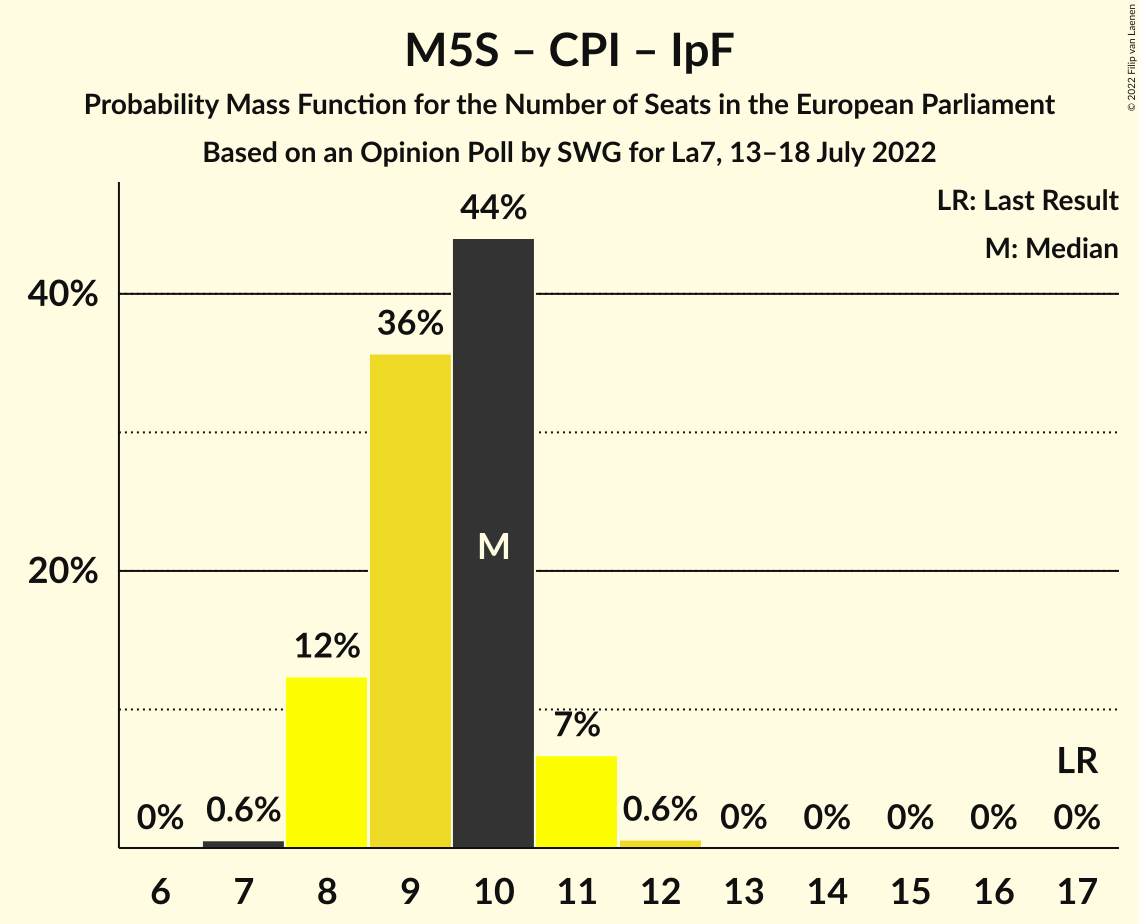 M5S – CPI – IpF
Probability Mass Function for the Number of Seats in the European Parliament
Based on an Opinion Poll by SWG for La7, 13–18 July 2022
© 2022 Filip van Laenen
LR: Last Result
M: Median
44%
40%
36%
M
20%
12%
7%
LR
0% 0.6% 0.6% 0% 0% 0% 0% 0%
6 7 8 9 10 11 12 13 14 15 16 17